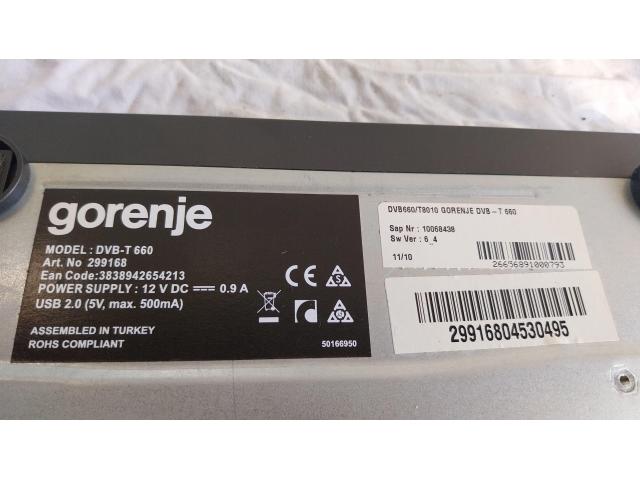 gorenje
MODEL : DVB-T 660
Art. No 299168
Ean Code:3838942654213
POWER SUPPLY : 12 V DC ⎓ 0.9 A
USB 2.0 (5V, max. 500mA)
ASSEMBLED IN TURKEY
ROHS COMPLIANT
CE
50166950
DVB660/T8010 GORENJE DVB - T 660
Sap Nr : 10068438
Sw Ver : 6_4
11/10
26656891000793
29916804530495